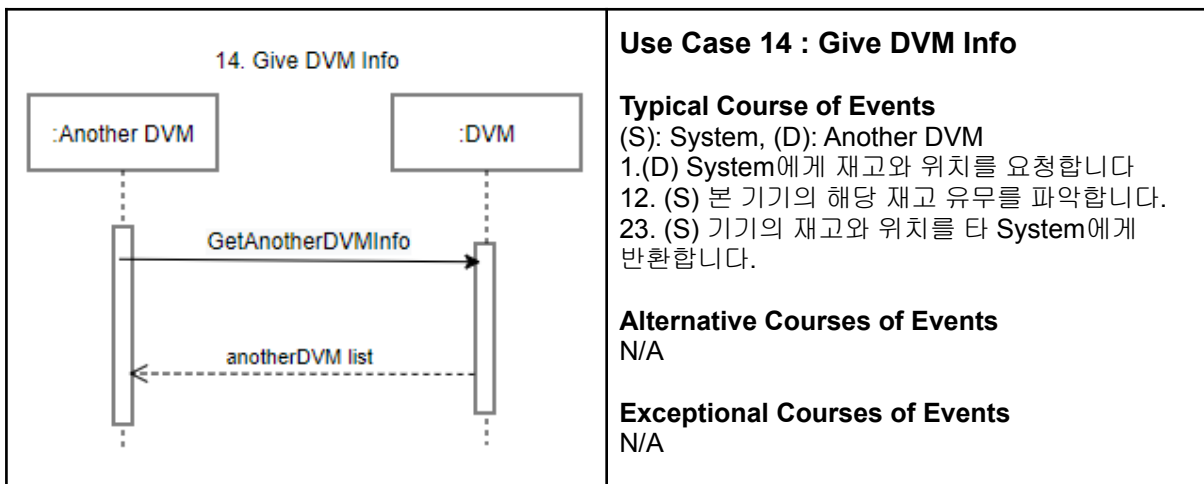 14. Give DVM Info
:Another DVM
:DVM
GetAnotherDVMInfo
anotherDVM list
Use Case 14 : Give DVM Info
Typical Course of Events
(S): System, (D): Another DVM
1.(D) System에게 재고와 위치를 요청합니다
12. (S) 본 기기의 해당 재고 유무를 파악합니다.
23. (S) 기기의 재고와 위치를 타 System에게
반환합니다.
Alternative Courses of Events
N/A
Exceptional Courses of Events
N/A